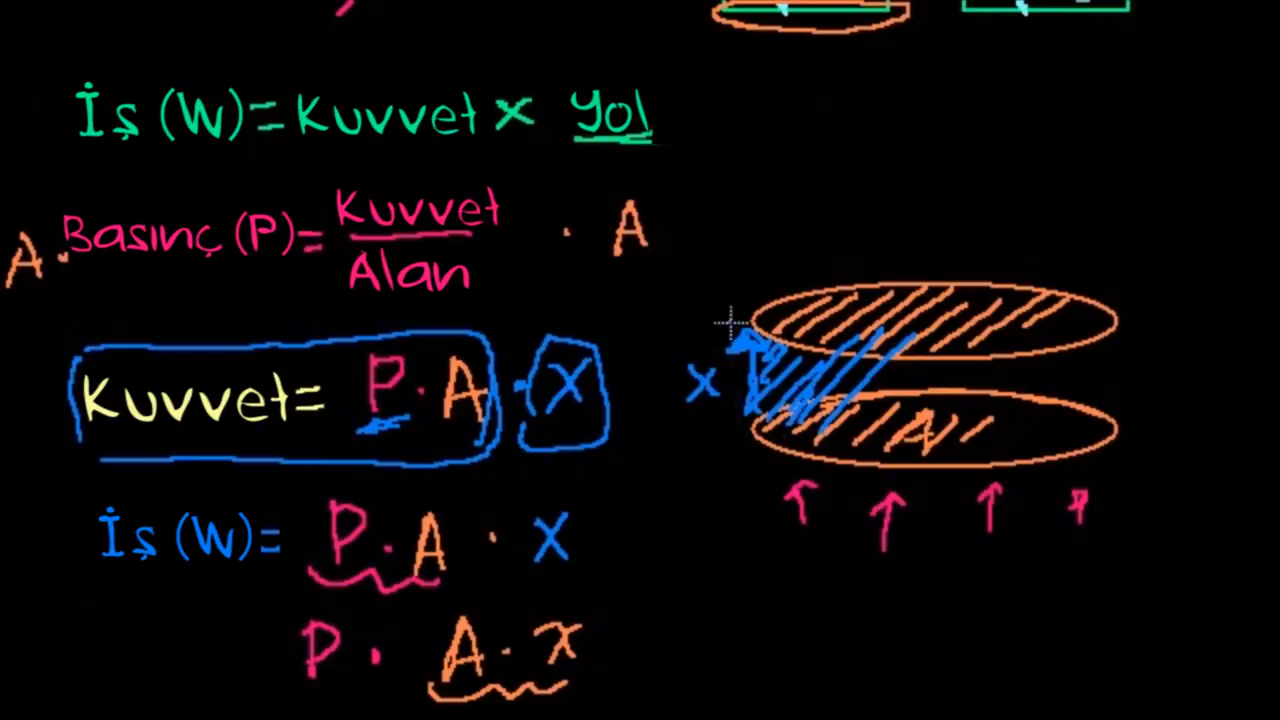 İş (W)= Kuvvet x Yol
A. Basınç (P)= Kuvvet . A
Alan
Kuvvet= P. A . X
X
A
İş (W)= P. A . X
P . A . x